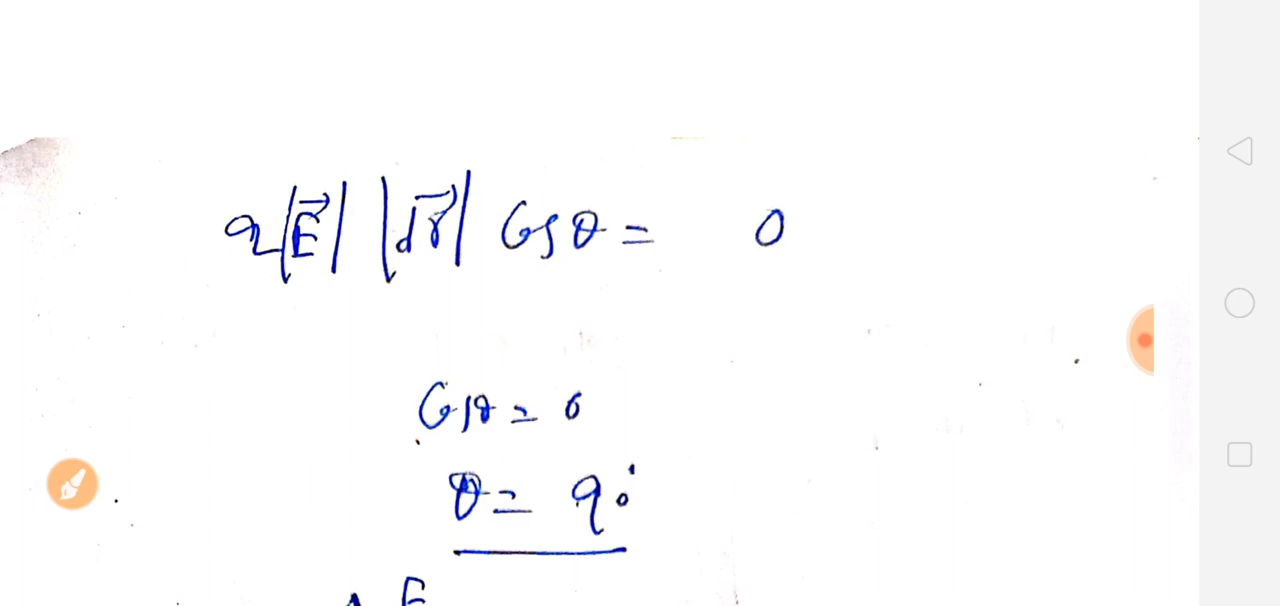 q|E⃗| |dr⃗| Cosθ = 0
Cosθ = 0
θ = 90°
E